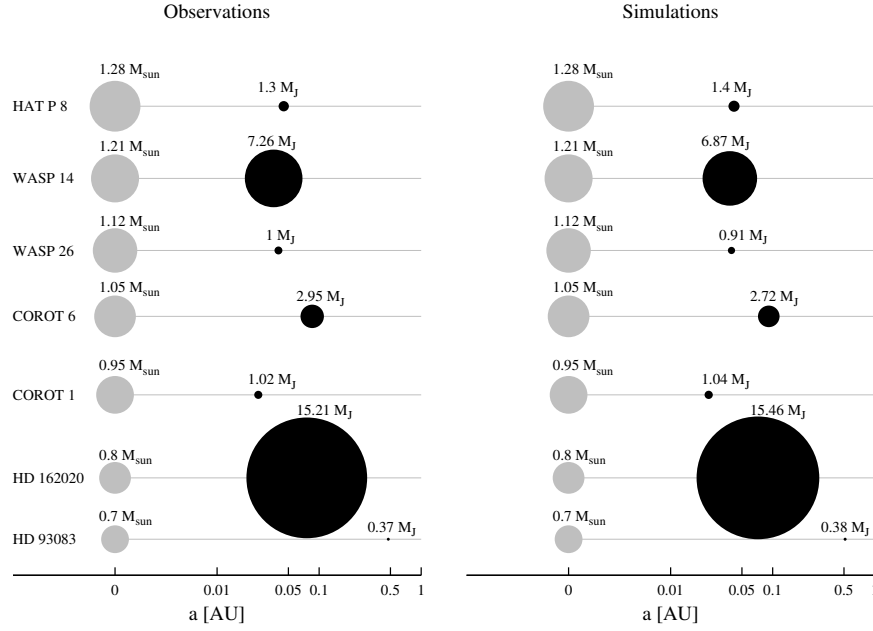 Observations
Simulations
HAT P 8
1.28 M_sun
1.3 M_J
1.28 M_sun
1.4 M_J
WASP 14
1.21 M_sun
7.26 M_J
1.21 M_sun
6.87 M_J
WASP 26
1.12 M_sun
1 M_J
1.12 M_sun
0.91 M_J
COROT 6
1.05 M_sun
2.95 M_J
1.05 M_sun
2.72 M_J
COROT 1
0.95 M_sun
1.02 M_J
0.95 M_sun
1.04 M_J
HD 162020
0.8 M_sun
15.21 M_J
0.8 M_sun
15.46 M_J
HD 93083
0.7 M_sun
0.37 M_J
0.7 M_sun
0.38 M_J
0 0.01 0.05 0.1 0.5 1
0 0.01 0.05 0.1 0.5 1
a [AU]
a [AU]